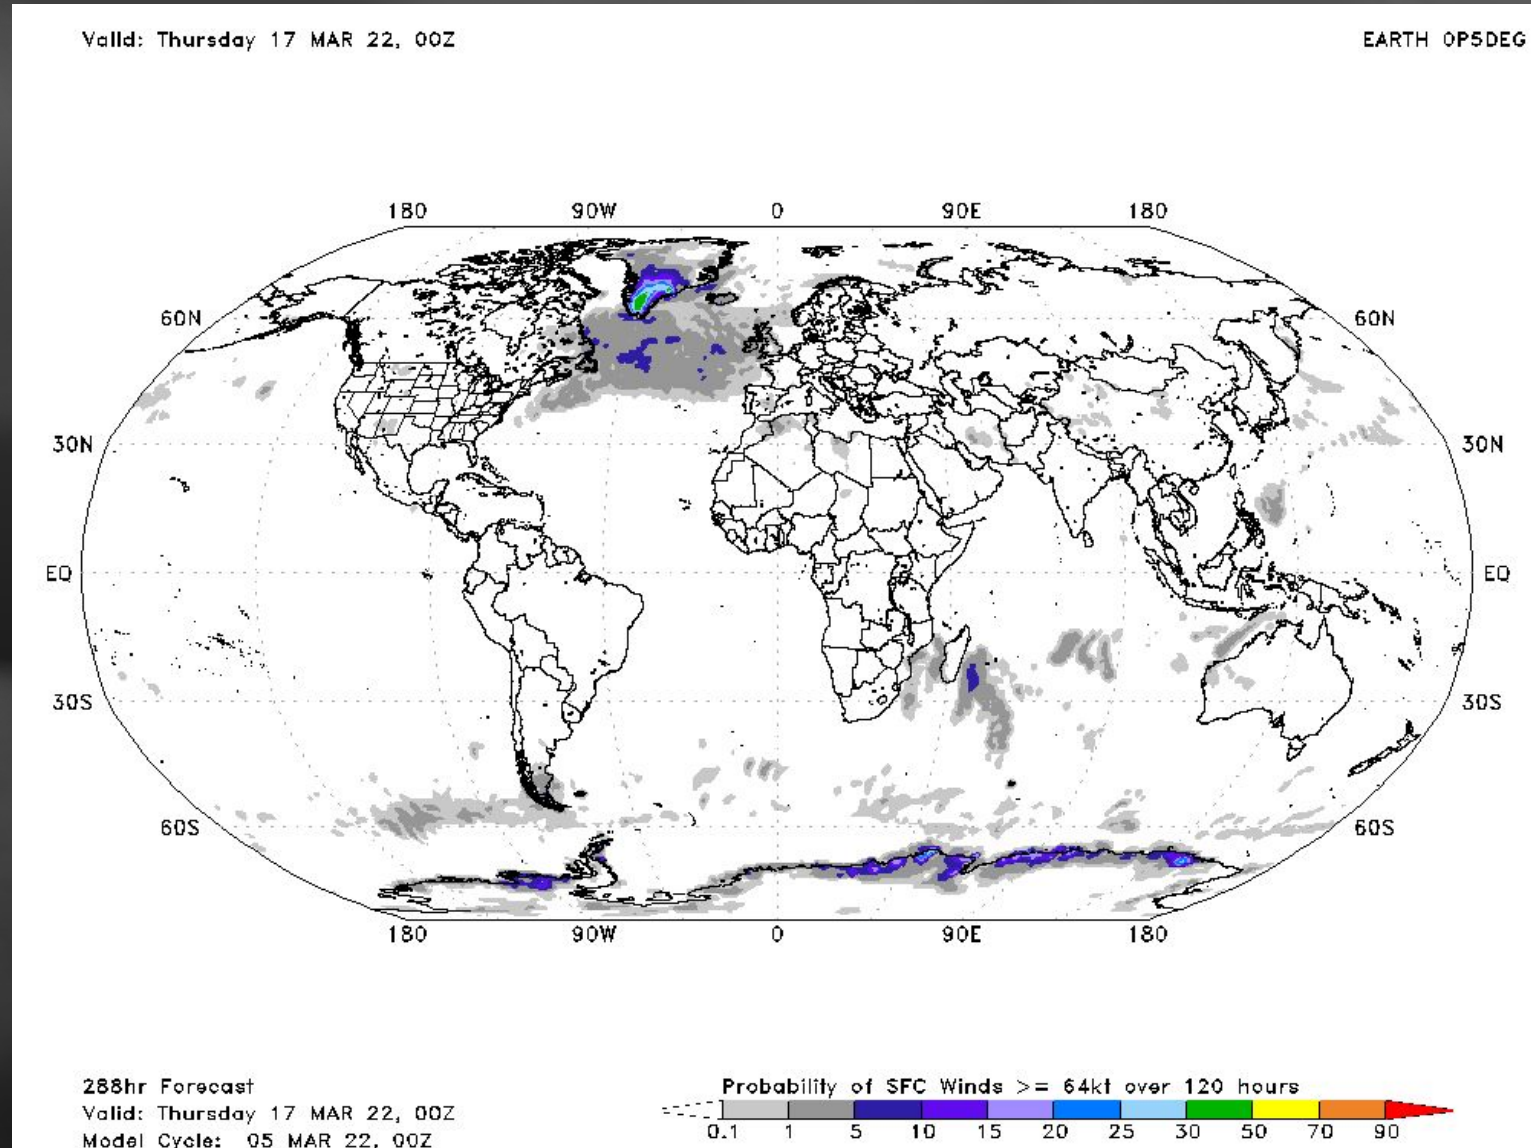 Valid: Thursday 17 MAR 22, 00Z
EARTH 0P5DEG
180 90W 0 90E 180
60N 60N
30N 30N
EQ EQ
30S 30S
60S 60S
180 90W 0 90E 180
288hr Forecast
Valid: Thursday 17 MAR 22, 00Z
Model Cycle: 05 MAR 22, 00Z
Probability of SFC Winds >= 64kt over 120 hours
0.1 1 5 10 15 20 25 30 50 70 90